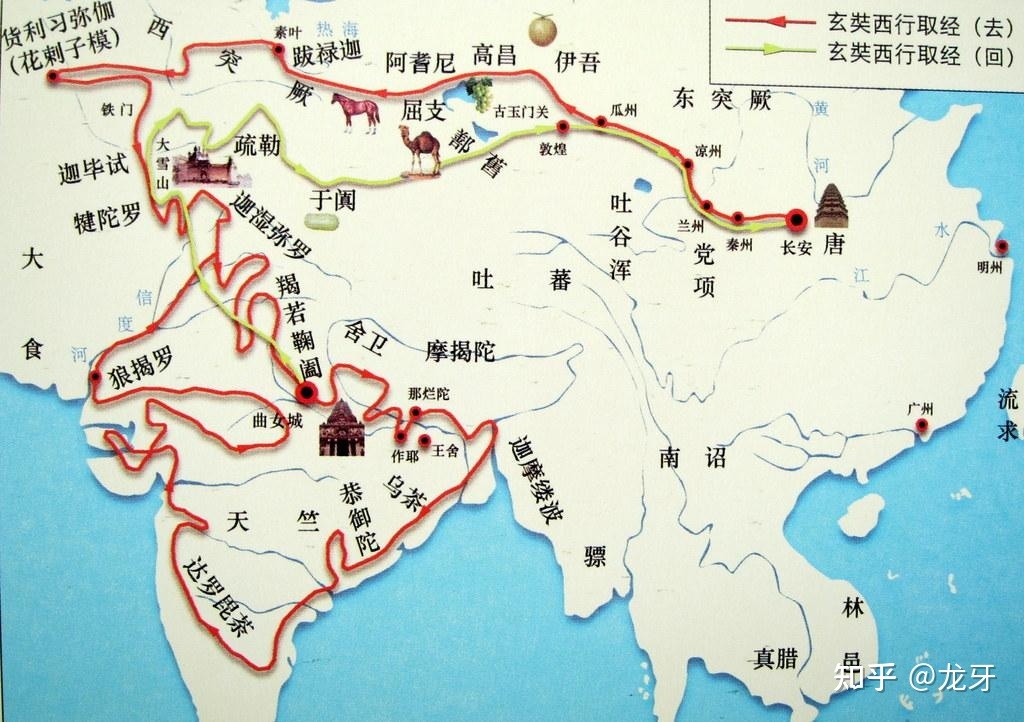 玄奘西行取经（去）
玄奘西行取经（回）
货利习弥伽
（花剌子模）
西
突
厥
热海
素叶
跋禄迦
阿耆尼
高昌
伊吾
屈支
古玉门关
瓜州
东突厥
黄
河
铁门
大雪山
疏勒
鄯舊
敦煌
凉州
迦毕试
犍陀罗
于阗
迦湿弥罗
吐谷浑
兰州
秦州
长安
唐
党项
水
江
明州
大
食
信
度
河
羯若鞠阇
吐蕃
舍卫
摩揭陀
狼揭罗
曲女城
那烂陀
王舍
作耶
广州
流求
南诏
迦摩缕波
乌茶
恭御陀
天竺
骠
达罗毘茶
林邑
真腊
知乎 @龙牙